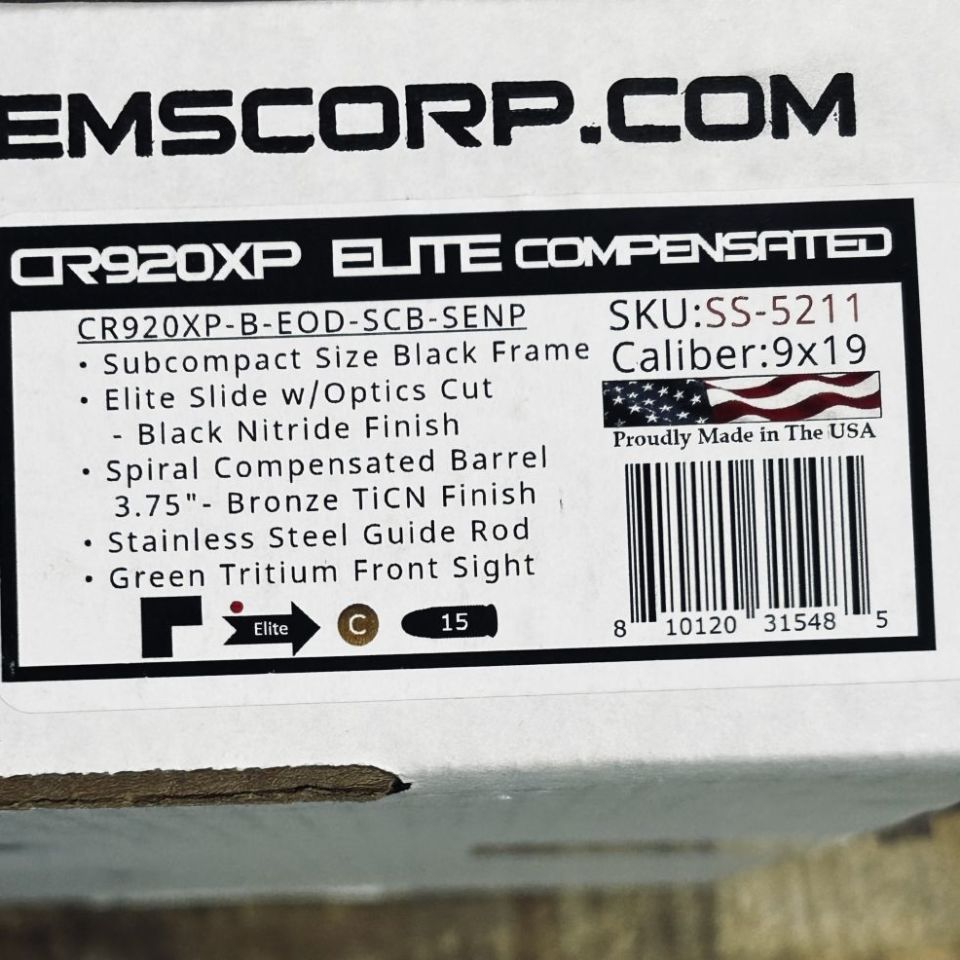 EMSCORP.COM
CR920XP ELITE COMPENSATED
CR920XP-B-EOD-SCB-SENP
• Subcompact Size Black Frame
• Elite Slide w/Optics Cut
- Black Nitride Finish
• Spiral Compensated Barrel
3.75"- Bronze TiCN Finish
• Stainless Steel Guide Rod
• Green Tritium Front Sight
Elite
C
15
SKU:SS-5211
Caliber:9x19
Proudly Made in The USA
8 10120 31548 5